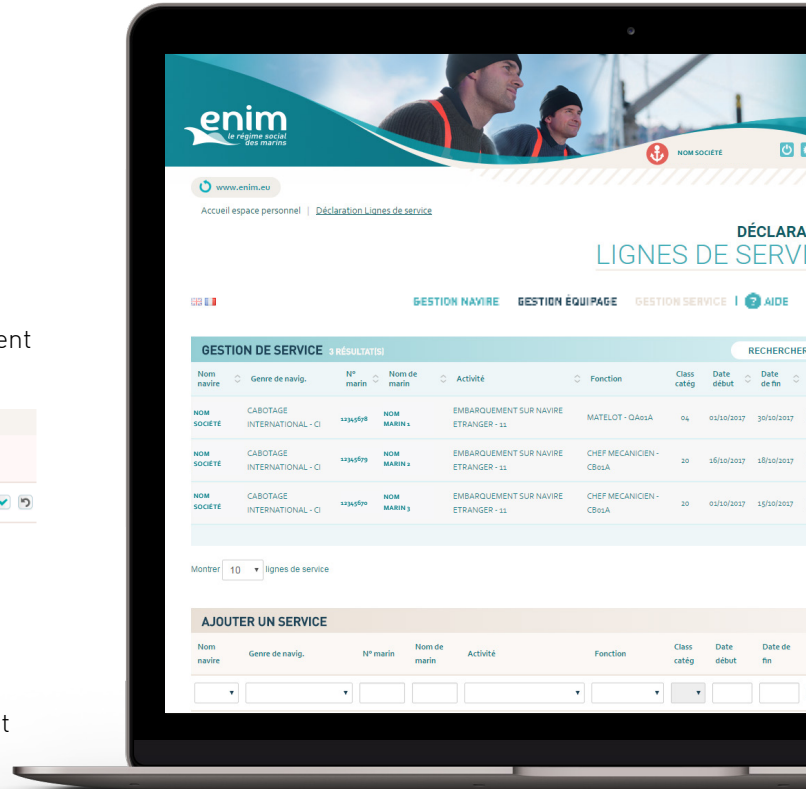 ent
t
enim
le régime social
des marins
NOM SOCIÉTÉ
www.enim.eu
Accueil espace personnel | Déclaration Lignes de service
DÉCLARA
LIGNES DE SERVI
GESTION NAVIRE GESTION ÉQUIPAGE GESTION SERVICE | ? AIDE
GESTION DE SERVICE 3 RÉSULTAT(S)
RECHERCHER
Nom navire Genre de navig. N° marin Nom de marin Activité Fonction Class catég Date début Date de fin
NOM SOCIÉTÉ CABOTAGE INTERNATIONAL - CI 12345678 NOM MARIN 1 EMBARQUEMENT SUR NAVIRE ETRANGER - 11 MATELOT - QA01A 04 01/10/2017 30/10/2017
NOM SOCIÉTÉ CABOTAGE INTERNATIONAL - CI 12345679 NOM MARIN 2 EMBARQUEMENT SUR NAVIRE ETRANGER - 11 CHEF MECANICIEN - CB01A 20 16/10/2017 18/10/2017
NOM SOCIÉTÉ CABOTAGE INTERNATIONAL - CI 12345670 NOM MARIN 3 EMBARQUEMENT SUR NAVIRE ETRANGER - 11 CHEF MECANICIEN - CB01A 20 01/10/2017 15/10/2017
Montrer 10 lignes de service
AJOUTER UN SERVICE
Nom navire Genre de navig. N° marin Nom de marin Activité Fonction Class catég Date début Date de fin